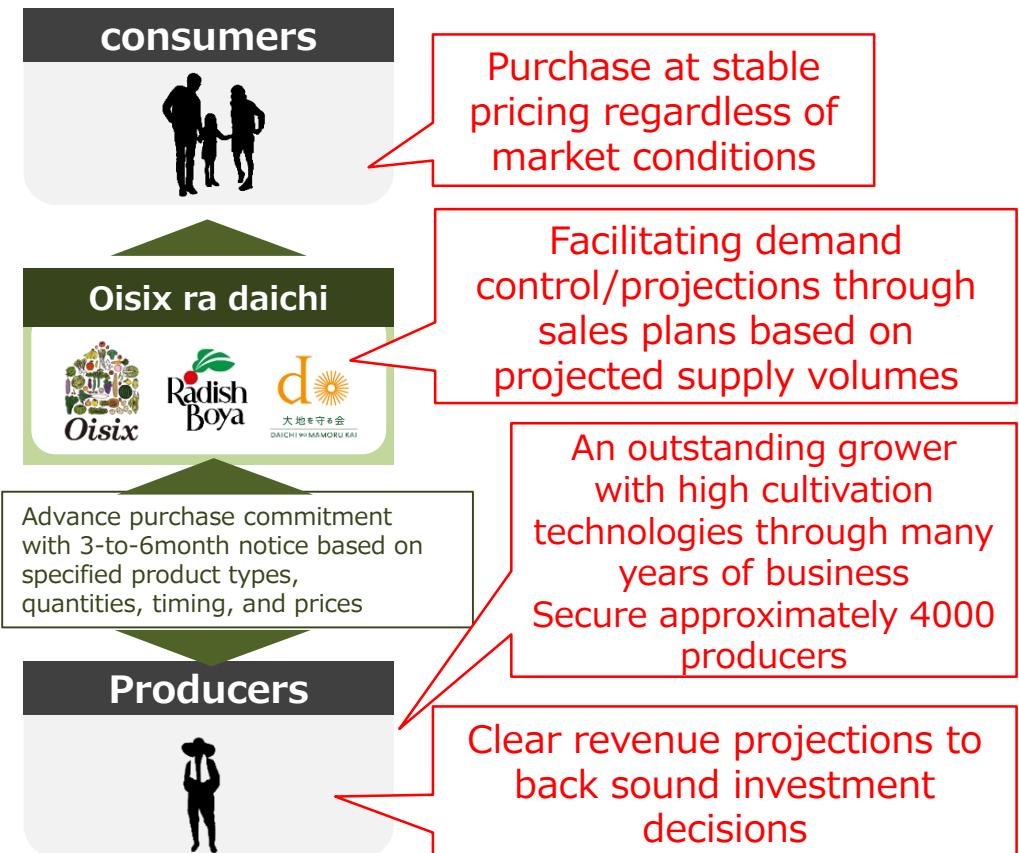 consumers
Purchase at stable
pricing regardless of
market conditions
Oisix ra daichi
Oisix
Radish
Boya
do
大地を守る会
DAICHI WO MAMORU KAI
Facilitating demand
control/projections through
sales plans based on
projected supply volumes
Advance purchase commitment
with 3-to-6month notice based on
specified product types,
quantities, timing, and prices
An outstanding grower
with high cultivation
technologies through many
years of business
Secure approximately 4000
producers
Producers
Clear revenue projections to
back sound investment
decisions